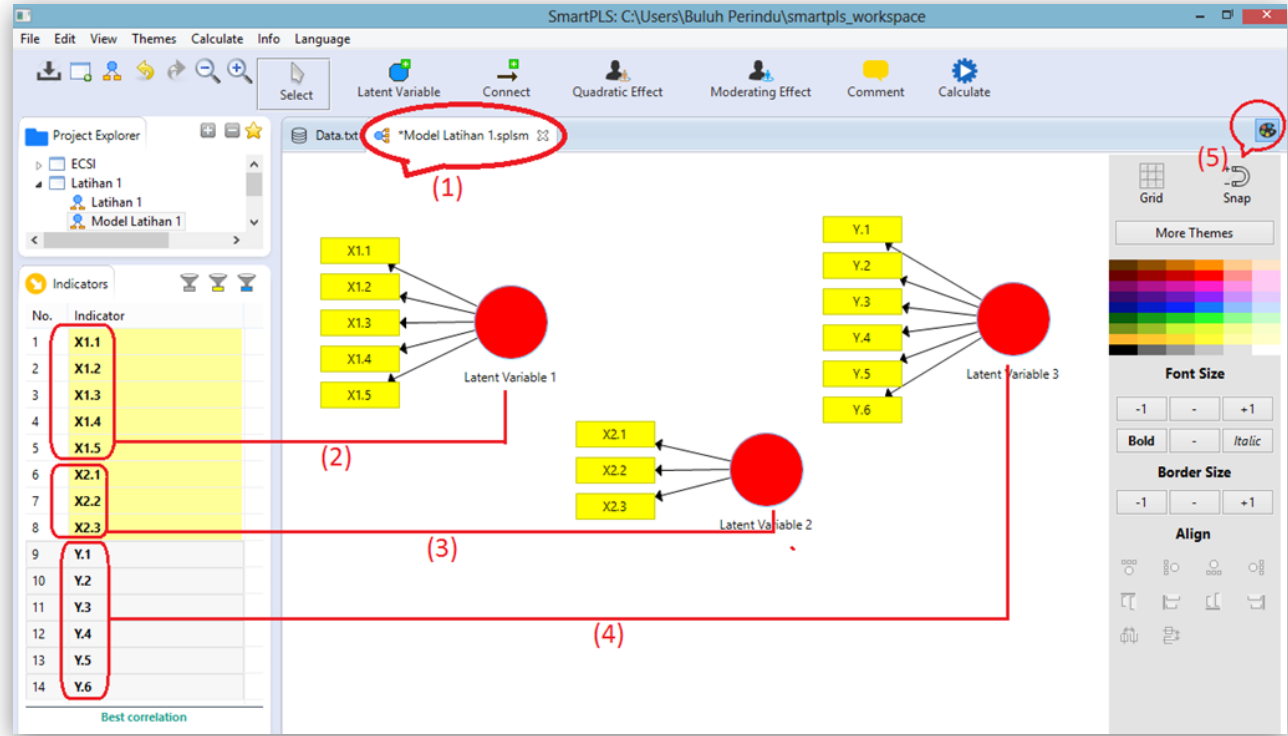 SmartPLS: C:\Users\Buluh Perindu\smartpls_workspace
File Edit View Themes Calculate Info Language
Select
Latent Variable
Connect
Quadratic Effect
Moderating Effect
Comment
Calculate
Project Explorer
ECSI
Latihan 1
Latihan 1
Model Latihan 1
Indicators
No. Indicator
1 X1.1
2 X1.2
3 X1.3
4 X1.4
5 X1.5
6 X2.1
7 X2.2
8 X2.3
9 Y.1
10 Y.2
11 Y.3
12 Y.4
13 Y.5
14 Y.6
Best correlation
Data.txt
*Model Latihan 1.splsm
(1)
X1.1
X1.2
X1.3
X1.4
X1.5
Latent Variable 1
(2)
X2.1
X2.2
X2.3
Latent Variable 2
(3)
Y.1
Y.2
Y.3
Y.4
Y.5
Y.6
Latent Variable 3
(4)
(5)
Grid
Snap
More Themes
Font Size
-1 - +1
Bold - Italic
Border Size
-1 - +1
Align